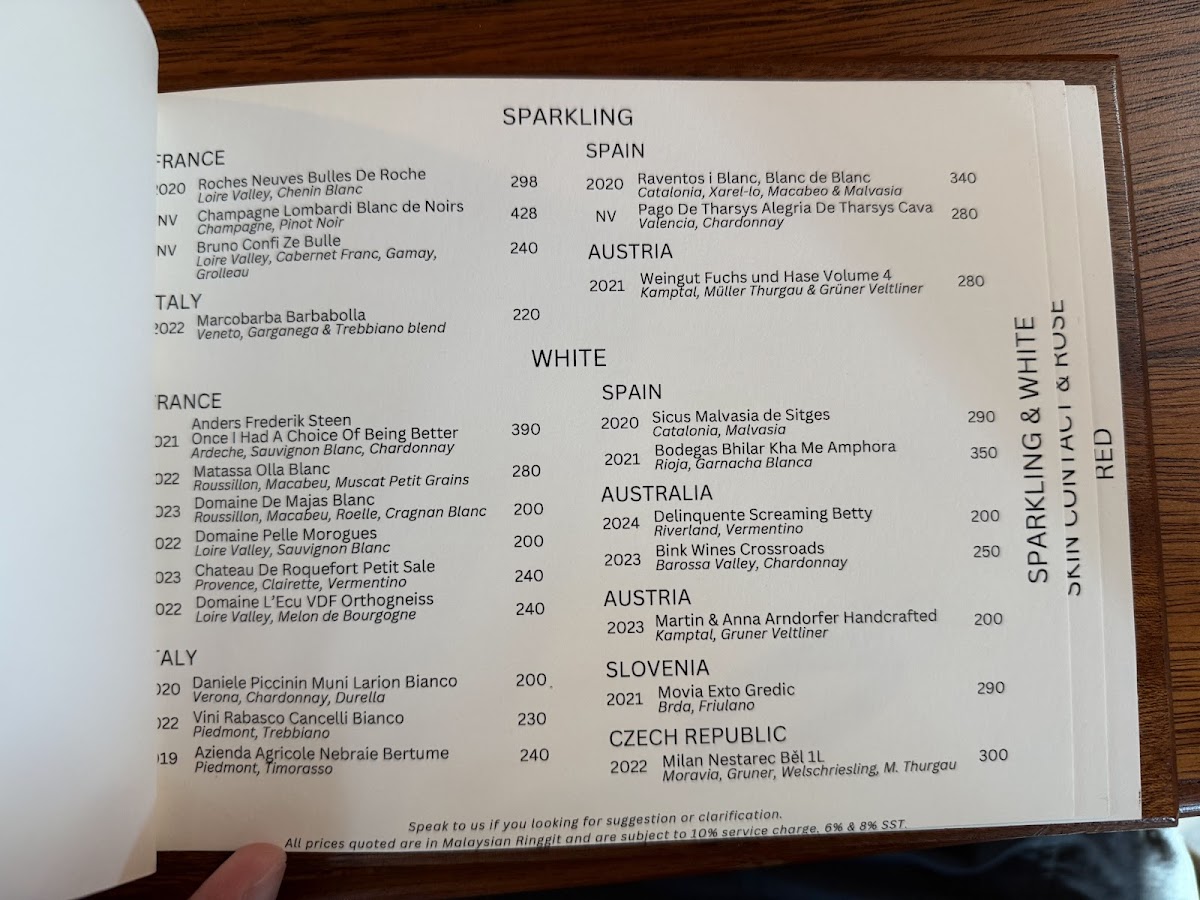 SPARKLING
FRANCE
2020 Roches Neuves Bulles De Roche 298
Loire Valley, Chenin Blanc
NV Champagne Lombardi Blanc de Noirs 428
Champagne, Pinot Noir
NV Bruno Confi Ze Bulle 240
Loire Valley, Cabernet Franc, Gamay,
Grolleau
ITALY
2022 Marcobarba Barbabolla 220
Veneto, Garganega & Trebbiano blend
SPAIN
2020 Raventos i Blanc, Blanc de Blanc 340
Catalonia, Xarel-lo, Macabeo & Malvasia
NV Pago De Tharsys Alegria De Tharsys Cava 280
Valencia, Chardonnay
AUSTRIA
2021 Weingut Fuchs und Hase Volume 4 280
Kamptal, Müller Thurgau & Grüner Veltliner
WHITE
FRANCE
Anders Frederik Steen
2021 Once I Had A Choice Of Being Better 390
Ardeche, Sauvignon Blanc, Chardonnay
2022 Matassa Olla Blanc 280
Roussillon, Macabeu, Muscat Petit Grains
2023 Domaine De Majas Blanc 200
Roussillon, Macabeu, Roelle, Cragnan Blanc
2022 Domaine Pelle Morogues 200
Loire Valley, Sauvignon Blanc
2023 Chateau De Roquefort Petit Sale 240
Provence, Clairette, Vermentino
2022 Domaine L'Ecu VDF Orthogneiss 240
Loire Valley, Melon de Bourgogne
ITALY
2020 Daniele Piccinin Muni Larion Bianco 200
Verona, Chardonnay, Durella
2022 Vini Rabasco Cancelli Bianco 230
Piedmont, Trebbiano
2019 Azienda Agricole Nebraie Bertume 240
Piedmont, Timorasso
SPAIN
2020 Sicus Malvasia de Sitges 290
Catalonia, Malvasia
2021 Bodegas Bhilar Kha Me Amphora 350
Rioja, Garnacha Blanca
AUSTRALIA
2024 Delinquente Screaming Betty 200
Riverland, Vermentino
2023 Bink Wines Crossroads 250
Barossa Valley, Chardonnay
AUSTRIA
2023 Martin & Anna Arndorfer Handcrafted 200
Kamptal, Gruner Veltliner
SLOVENIA
2021 Movia Exto Gredic 290
Brda, Friulano
CZECH REPUBLIC
2022 Milan Nestarec Běl 1L 300
Moravia, Gruner, Welschriesling, M. Thurgau
Speak to us if you looking for suggestion or clarification.
All prices quoted are in Malaysian Ringgit and are subject to 10% service charge, 6% & 8% SST.
SPARKLING & WHITE
SKIN CONTACT & ROSE
RED